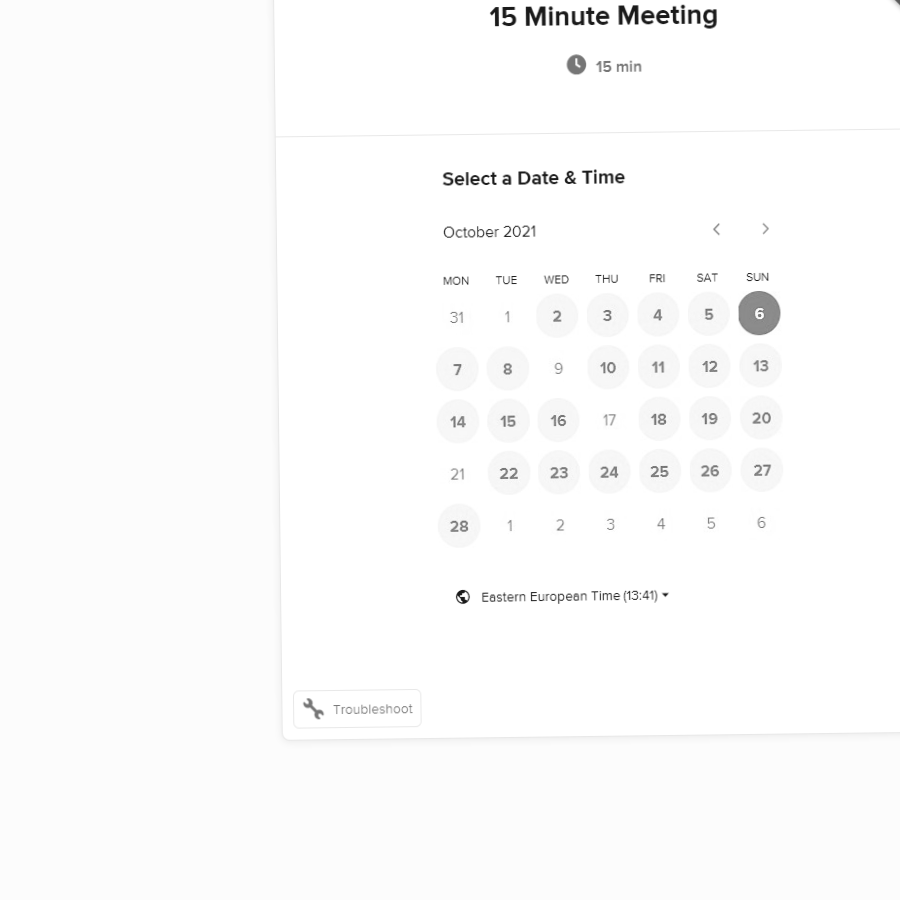 15 Minute Meeting
15 min
Select a Date & Time
October 2021
MON TUE WED THU FRI SAT SUN
31 1 2 3 4 5 6
7 8 9 10 11 12 13
14 15 16 17 18 19 20
21 22 23 24 25 26 27
28 1 2 3 4 5 6
Eastern European Time (13:41)
Troubleshoot